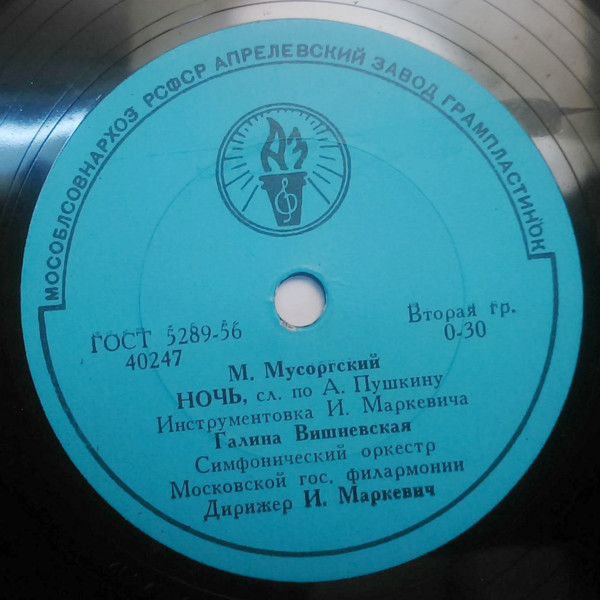 МОСОБЛСОВНАРХОЗ РСФСР АПРЕЛЕВСКИЙ ЗАВОД ГРАМПЛАСТИНОК
АЗ
ГОСТ 5289-56
40247
Вторая гр.
0-30
М. Мусоргский
НОЧЬ, сл. по А. Пушкину
Инструментовка И. Маркевича
Галина Вишневская
Симфонический оркестр
Московской гос. филармонии
Дирижер И. Маркевич